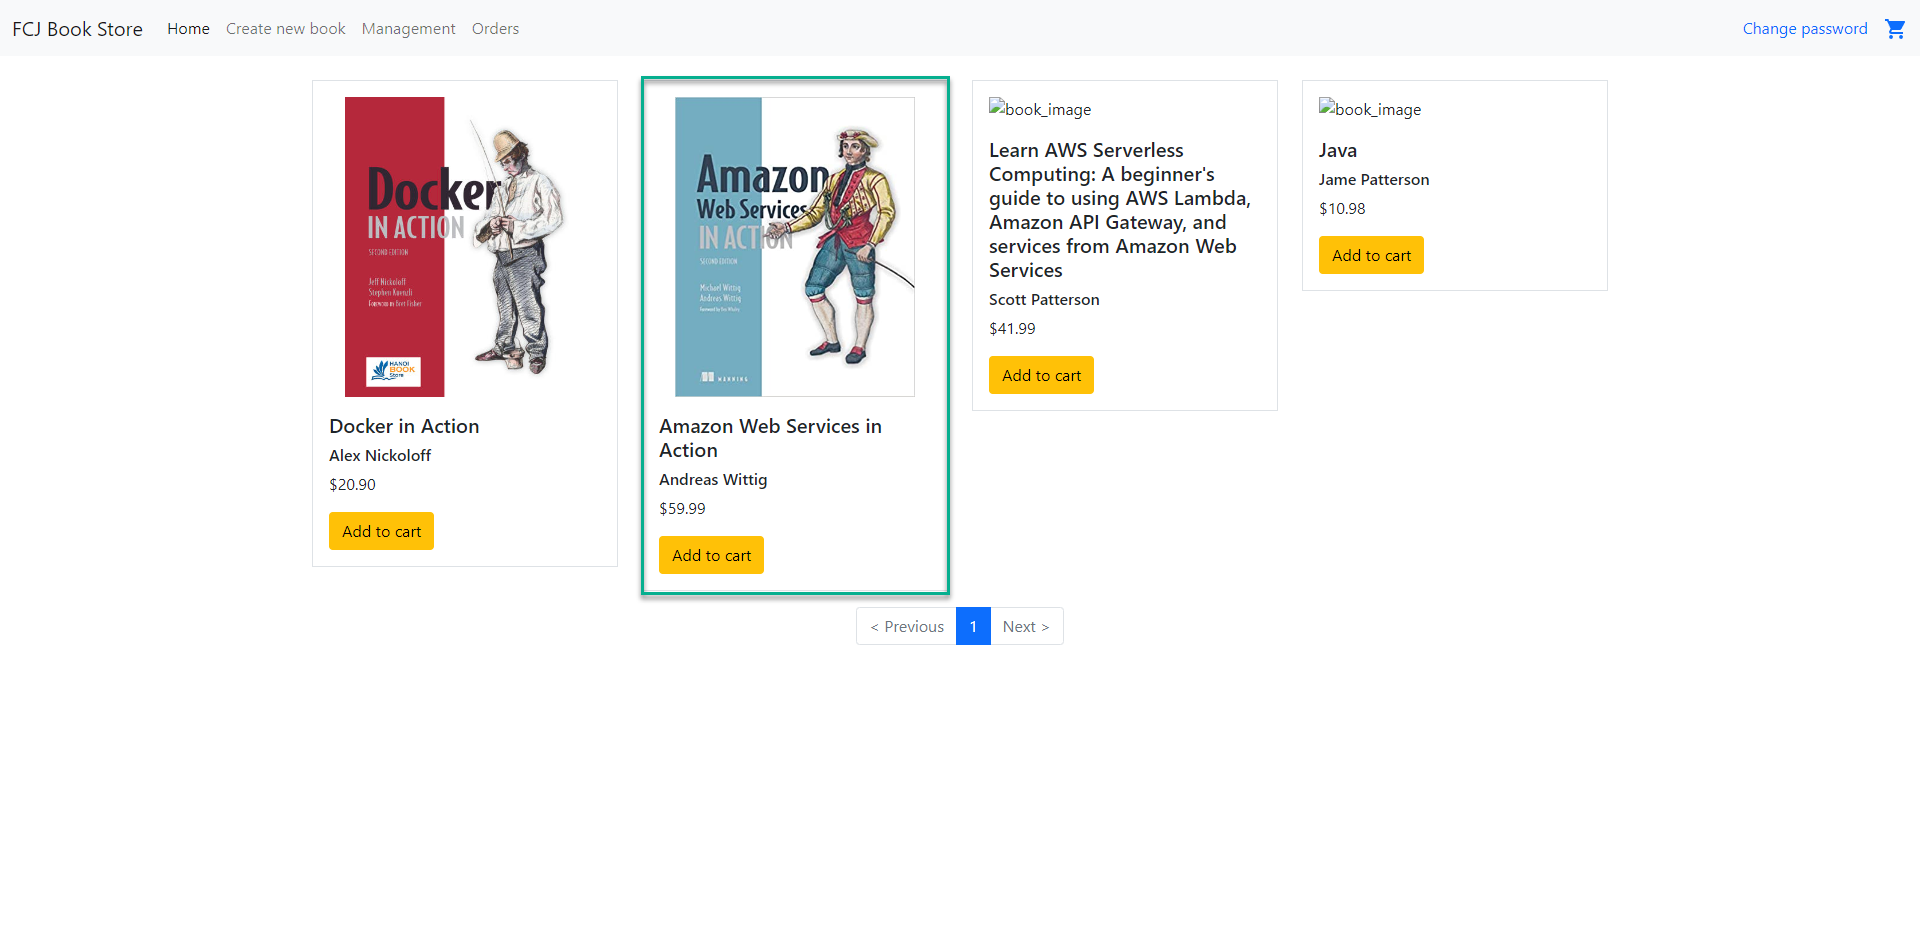 FCJ Book Store Home Create new book Management Orders Change password
Docker
IN ACTION
SECOND EDITION
Jeff Nickoloff
Stephen Kuenzli
Foreword by Bret Fisher
HANOI
BOOK
Store
Docker in Action
Alex Nickoloff
$20.90
Add to cart
Amazon
Web Services
IN ACTION
SECOND EDITION
Michael Wittig
Andreas Wittig
MANNING
Amazon Web Services in
Action
Andreas Wittig
$59.99
Add to cart
book_image
Learn AWS Serverless
Computing: A beginner's
guide to using AWS Lambda,
Amazon API Gateway, and
services from Amazon Web
Services
Scott Patterson
$41.99
Add to cart
book_image
Java
Jame Patterson
$10.98
Add to cart
< Previous 1 Next >